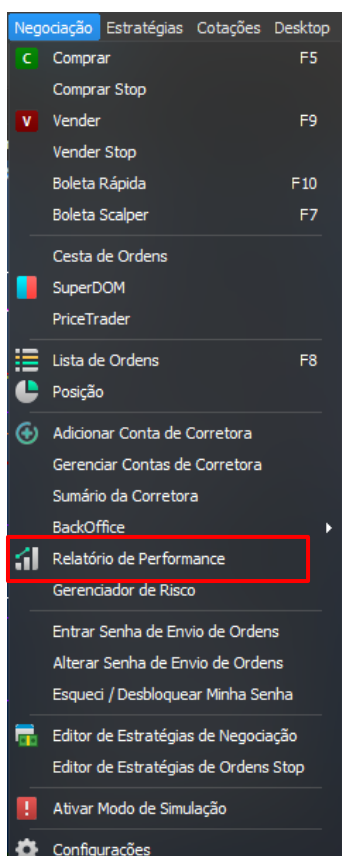 Negociação Estratégias Cotações Desktop
C Comprar F5
Comprar Stop
V Vender F9
Vender Stop
Boleta Rápida F10
Boleta Scalper F7
Cesta de Ordens
SuperDOM
PriceTrader
Lista de Ordens F8
Posição
Adicionar Conta de Corretora
Gerenciar Contas de Corretora
Sumário da Corretora
BackOffice
Relatório de Performance
Gerenciador de Risco
Entrar Senha de Envio de Ordens
Alterar Senha de Envio de Ordens
Esqueci / Desbloquear Minha Senha
Editor de Estratégias de Negociação
Editor de Estratégias de Ordens Stop
! Ativar Modo de Simulação
Configurações